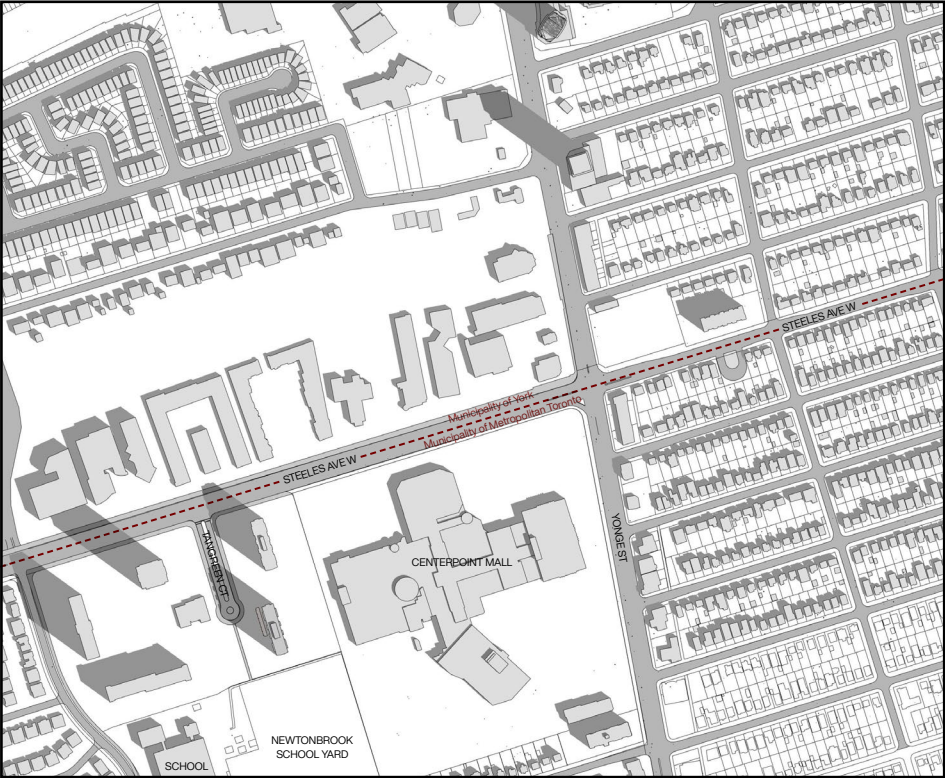 STEELES AVE W
Municipality of York
Municipality of Metropolitan Toronto
STEELES AVE W
TANGREEN CT
CENTERPOINT MALL
YONGE ST
NEWTONBROOK
SCHOOL YARD
SCHOOL